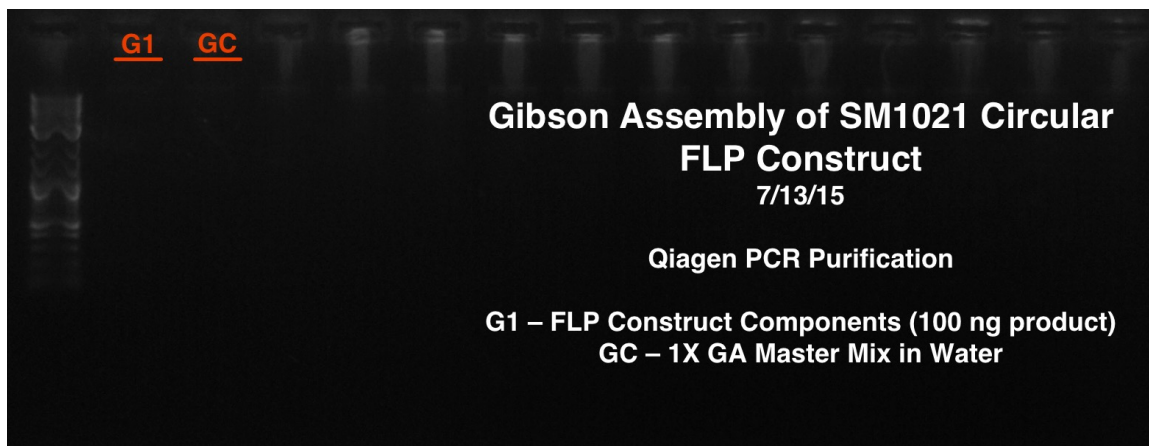 G1 GC
Gibson Assembly of SM1021 Circular
FLP Construct
7/13/15
Qiagen PCR Purification
G1 – FLP Construct Components (100 ng product)
GC – 1X GA Master Mix in Water